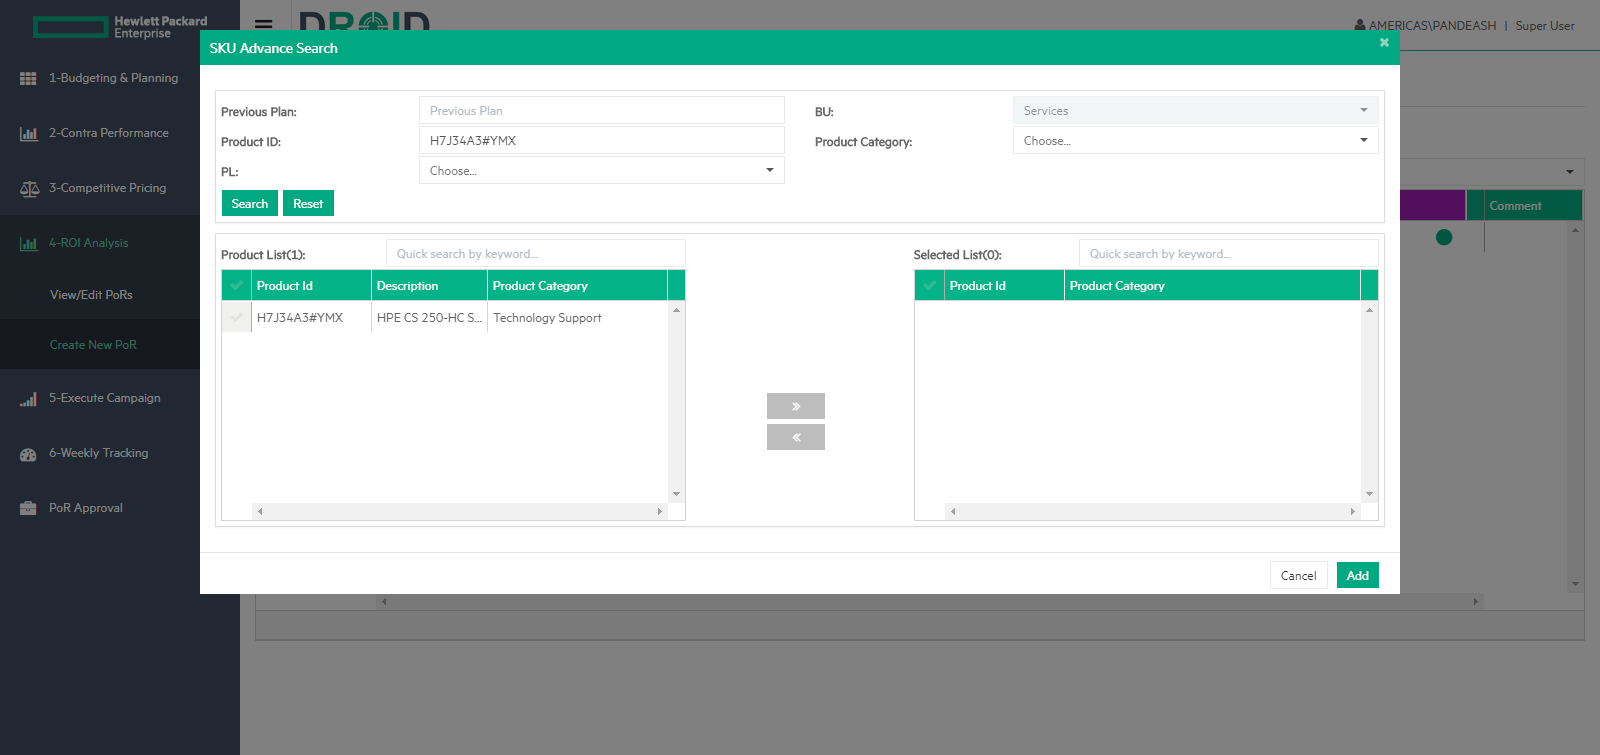 Hewlett Packard
Enterprise
DROID
AMERICAS\PANDEASH | Super User
SKU Advance Search
1-Budgeting & Planning
2-Contra Performance
3-Competitive Pricing
4-ROI Analysis
View/Edit PoRs
Create New PoR
5-Execute Campaign
6-Weekly Tracking
PoR Approval
Previous Plan: Previous Plan BU: Services
Product ID: H7J34A3#YMX Product Category: Choose...
PL: Choose...
Search Reset
Comment
Product List(1): Quick search by keyword...
Product Id Description Product Category
H7J34A3#YMX HPE CS 250-HC S... Technology Support
Selected List(0): Quick search by keyword...
Product Id Product Category
Cancel Add